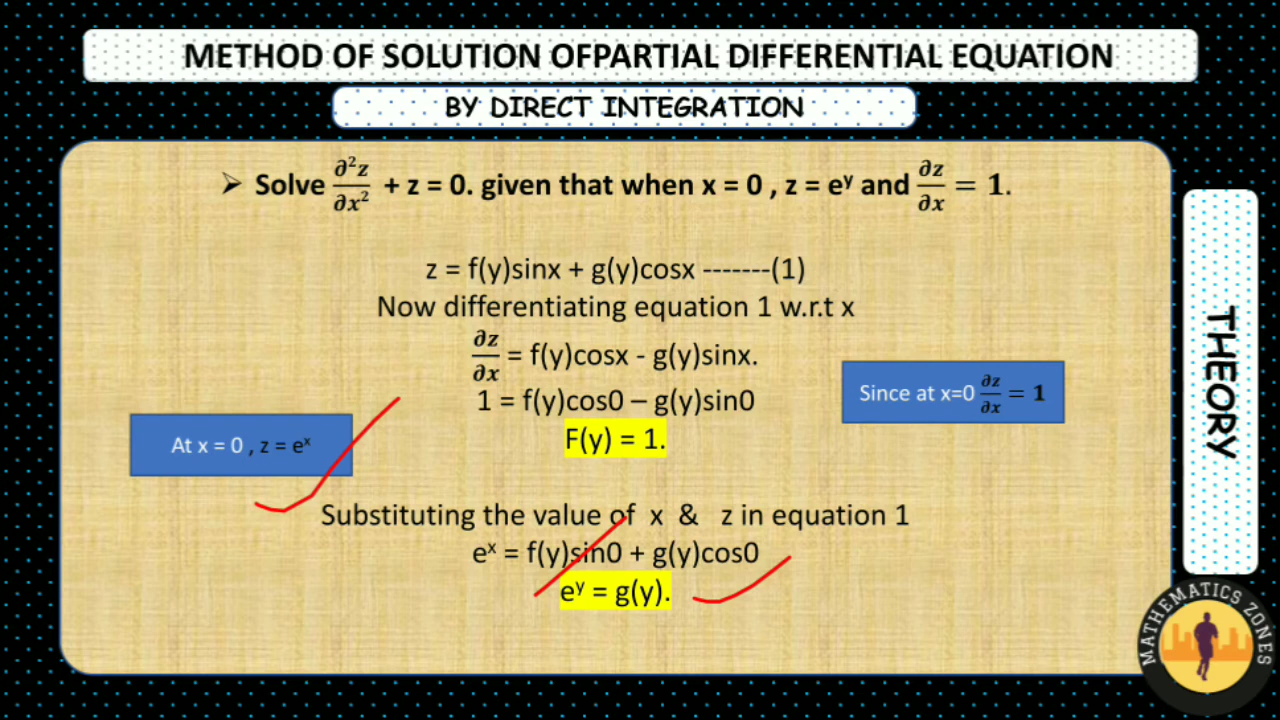 METHOD OF SOLUTION OFPARTIAL DIFFERENTIAL EQUATION
BY DIRECT INTEGRATION
➢ Solve ∂²z/∂x² + z = 0. given that when x = 0 , z = eʸ and ∂z/∂x = 1.
z = f(y)sinx + g(y)cosx -------(1)
Now differentiating equation 1 w.r.t x
∂z/∂x = f(y)cosx - g(y)sinx.
Since at x=0 ∂z/∂x = 1
1 = f(y)cos0 – g(y)sin0
F(y) = 1.
At x = 0 , z = eˣ
Substituting the value of x & z in equation 1
eˣ = f(y)sin0 + g(y)cos0
eʸ = g(y).
THEORY
MATHEMATICS ZONES